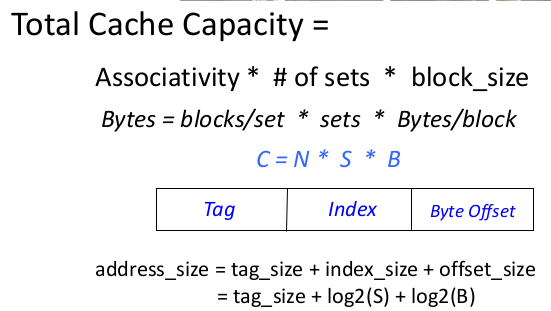 Total Cache Capacity =
Associativity * # of sets * block_size
Bytes = blocks/set * sets * Bytes/block
C = N * S * B
Tag Index Byte Offset
address_size = tag_size + index_size + offset_size
= tag_size + log2(S) + log2(B)